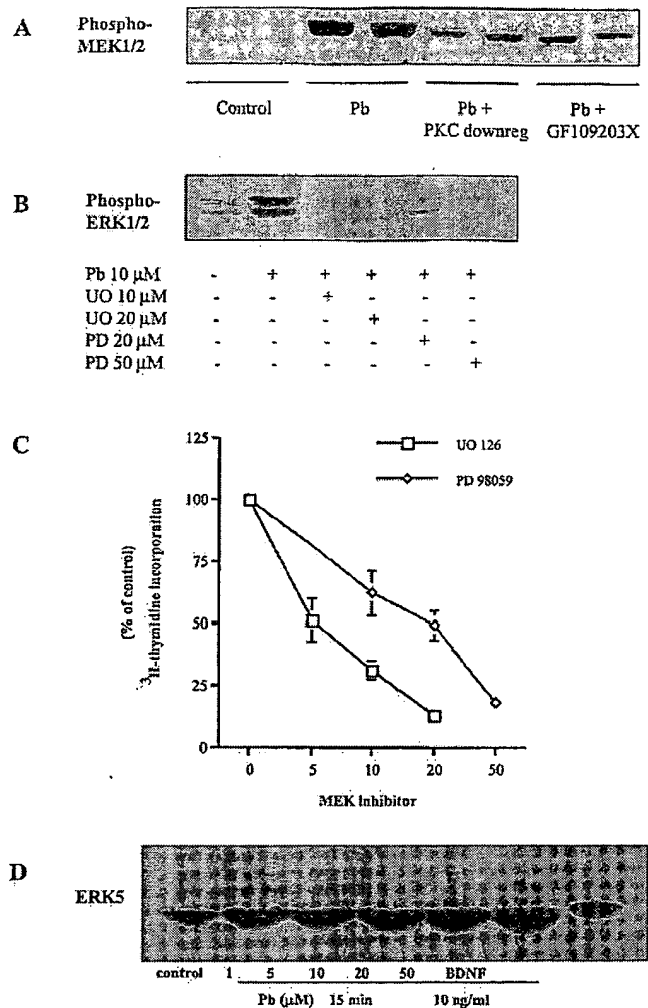 A
Phospho-
MEK1/2
Control
Pb
Pb +
PKC downreg
Pb +
GF109203X
B
Phospho-
ERK1/2
Pb 10 µM - + + + + +
UO 10 µM - - + - - -
UO 20 µM - - - + - -
PD 20 µM - - - - + -
PD 50 µM - - - - - +
C
125
100
75
50
25
0
(% of control)
³H-thymidine incorporation
UO 126
PD 98059
0 5 10 20 50
MEK inhibitor
D
ERK5
control 1 5 10 20 50 BDNF
Pb (µM) 15 min 10 ng/ml